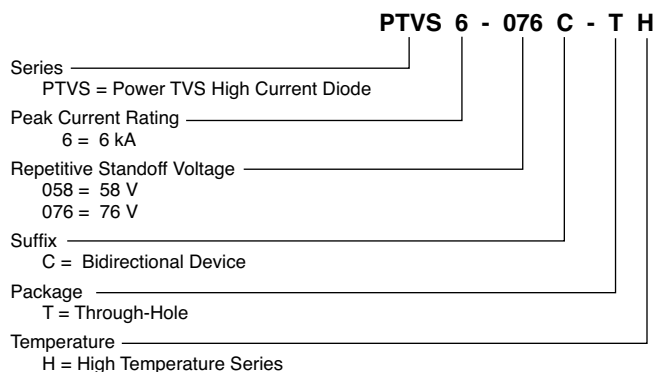 PTVS 6 - 076 C - T H
Series
PTVS = Power TVS High Current Diode
Peak Current Rating
6 = 6 kA
Repetitive Standoff Voltage
058 = 58 V
076 = 76 V
Suffix
C = Bidirectional Device
Package
T = Through-Hole
Temperature
H = High Temperature Series